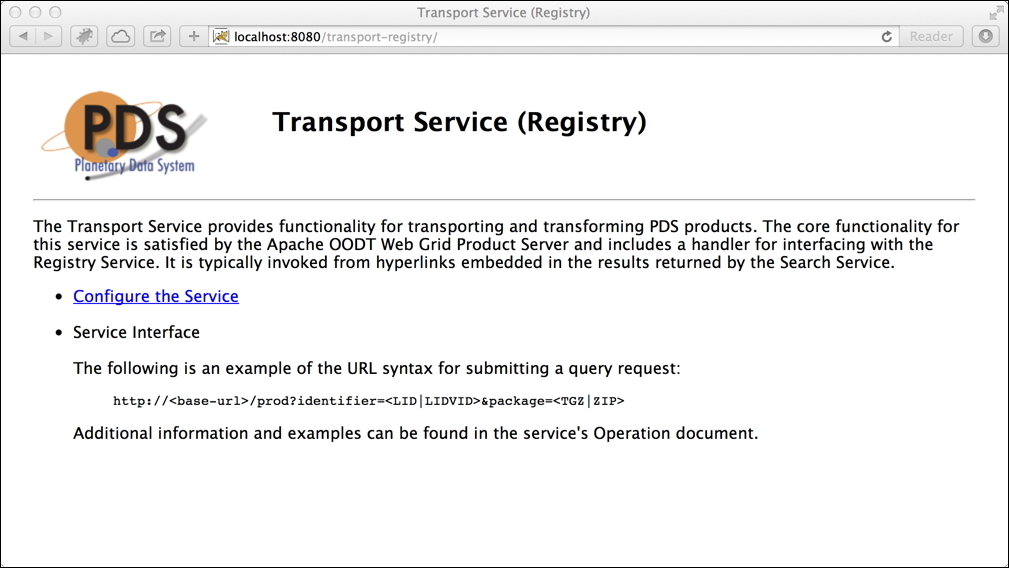 Transport Service (Registry)
localhost:8080/transport-registry/
Reader
PDS
Planetary Data System
Transport Service (Registry)
The Transport Service provides functionality for transporting and transforming PDS products. The core functionality for
this service is satisfied by the Apache OODT Web Grid Product Server and includes a handler for interfacing with the
Registry Service. It is typically invoked from hyperlinks embedded in the results returned by the Search Service.
• Configure the Service
• Service Interface
The following is an example of the URL syntax for submitting a query request:
http://<base-url>/prod?identifier=<LID|LIDVID>&package=<TGZ|ZIP>
Additional information and examples can be found in the service's Operation document.